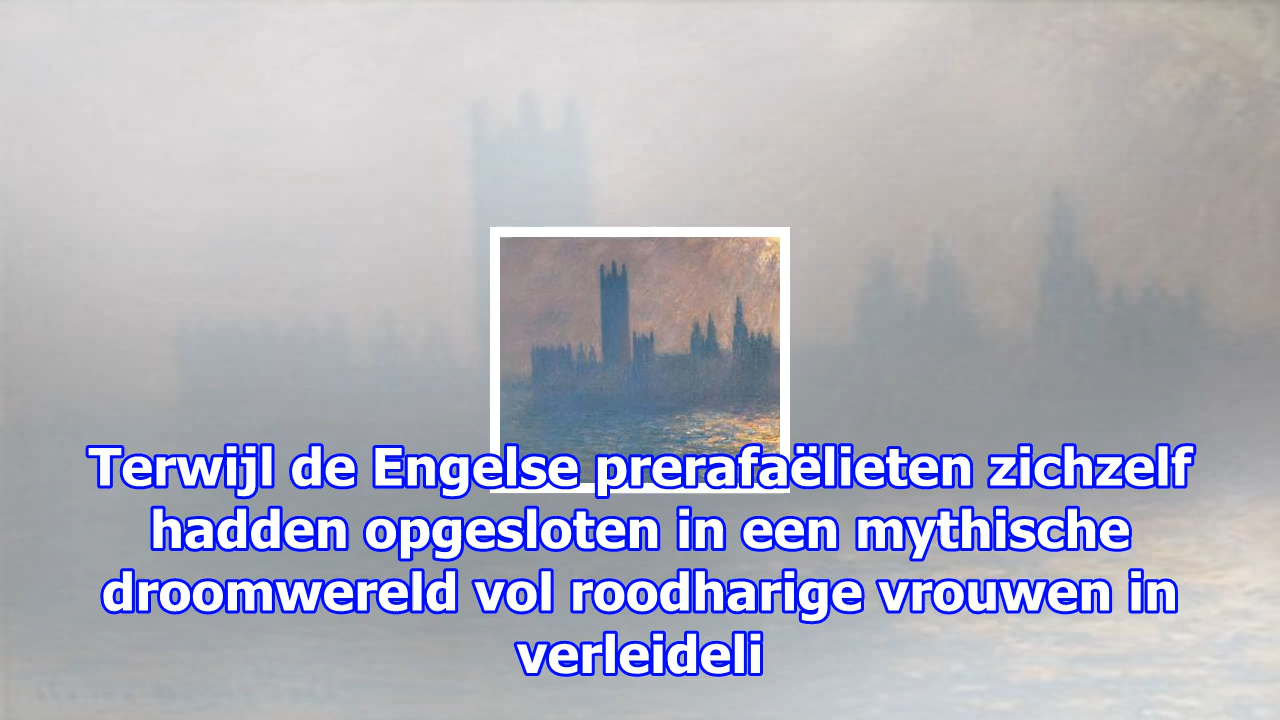 Terwijl de Engelse prerafaëlieten zichzelf
hadden opgesloten in een mythische
droomwereld vol roodharige vrouwen in
verleideli